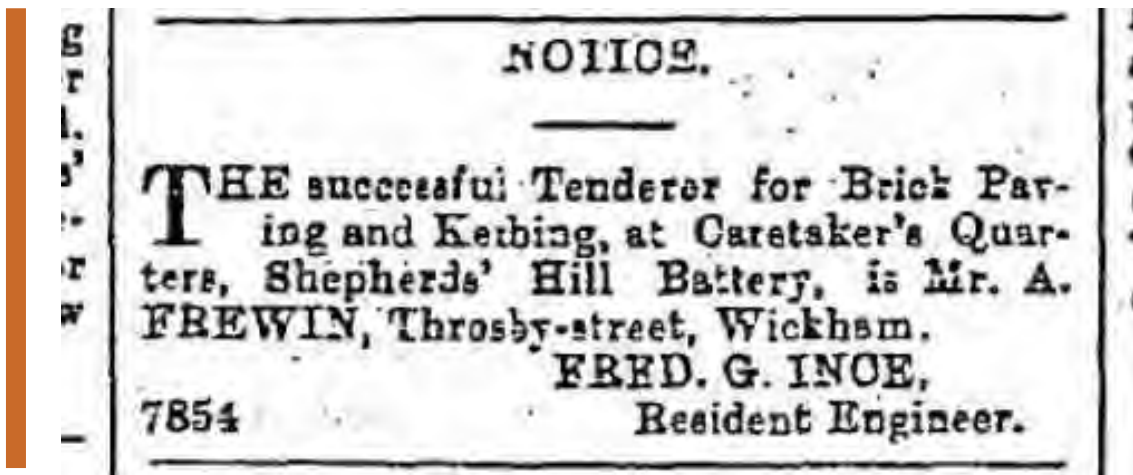 NOTICE.
THE successful Tenderer for Brick Pav-
ing and Kerbing, at Caretaker's Quar-
ters, Shepherds' Hill Battery, is Mr. A.
FREWIN, Throsby-street, Wickham.
FRED. G. INCE,
7854 Resident Engineer.